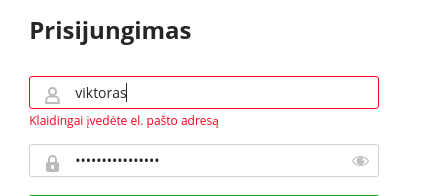 Prisijungimas
viktoras
Klaidingai įvedėte el. pašto adresą
••••••••••••••••